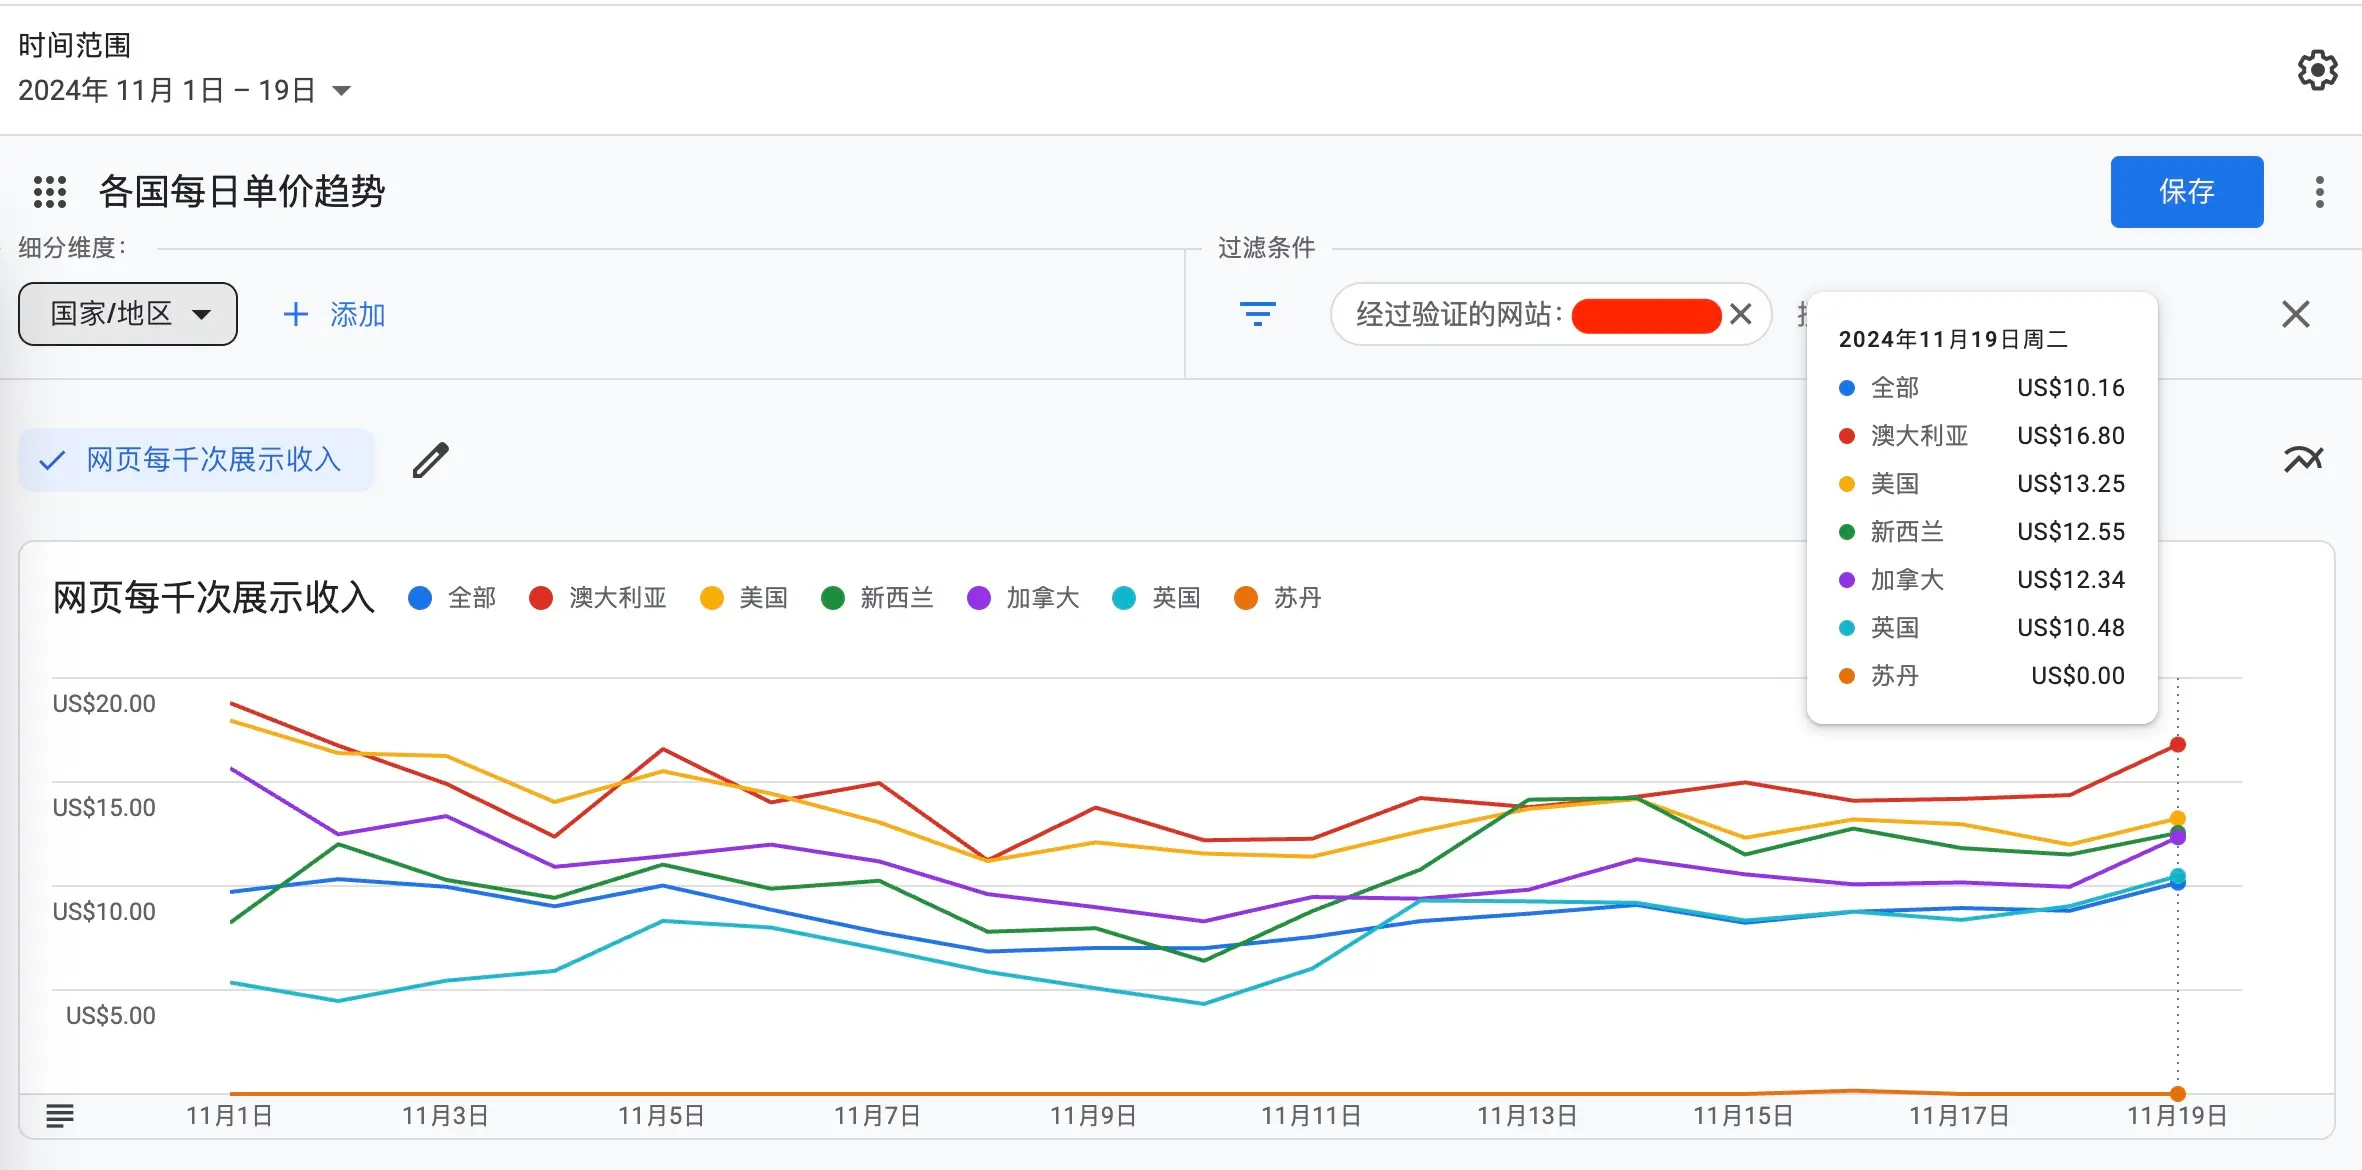 时间范围
2024年 11月 1日 – 19日
各国每日单价趋势
保存
细分维度：
过滤条件
国家/地区
添加
经过验证的网站：
2024年11月19日周二
全部 US$10.16
澳大利亚 US$16.80
美国 US$13.25
新西兰 US$12.55
加拿大 US$12.34
英国 US$10.48
苏丹 US$0.00
网页每千次展示收入
网页每千次展示收入 全部 澳大利亚 美国 新西兰 加拿大 英国 苏丹
US$20.00
US$15.00
US$10.00
US$5.00
11月1日 11月3日 11月5日 11月7日 11月9日 11月11日 11月13日 11月15日 11月17日 11月19日